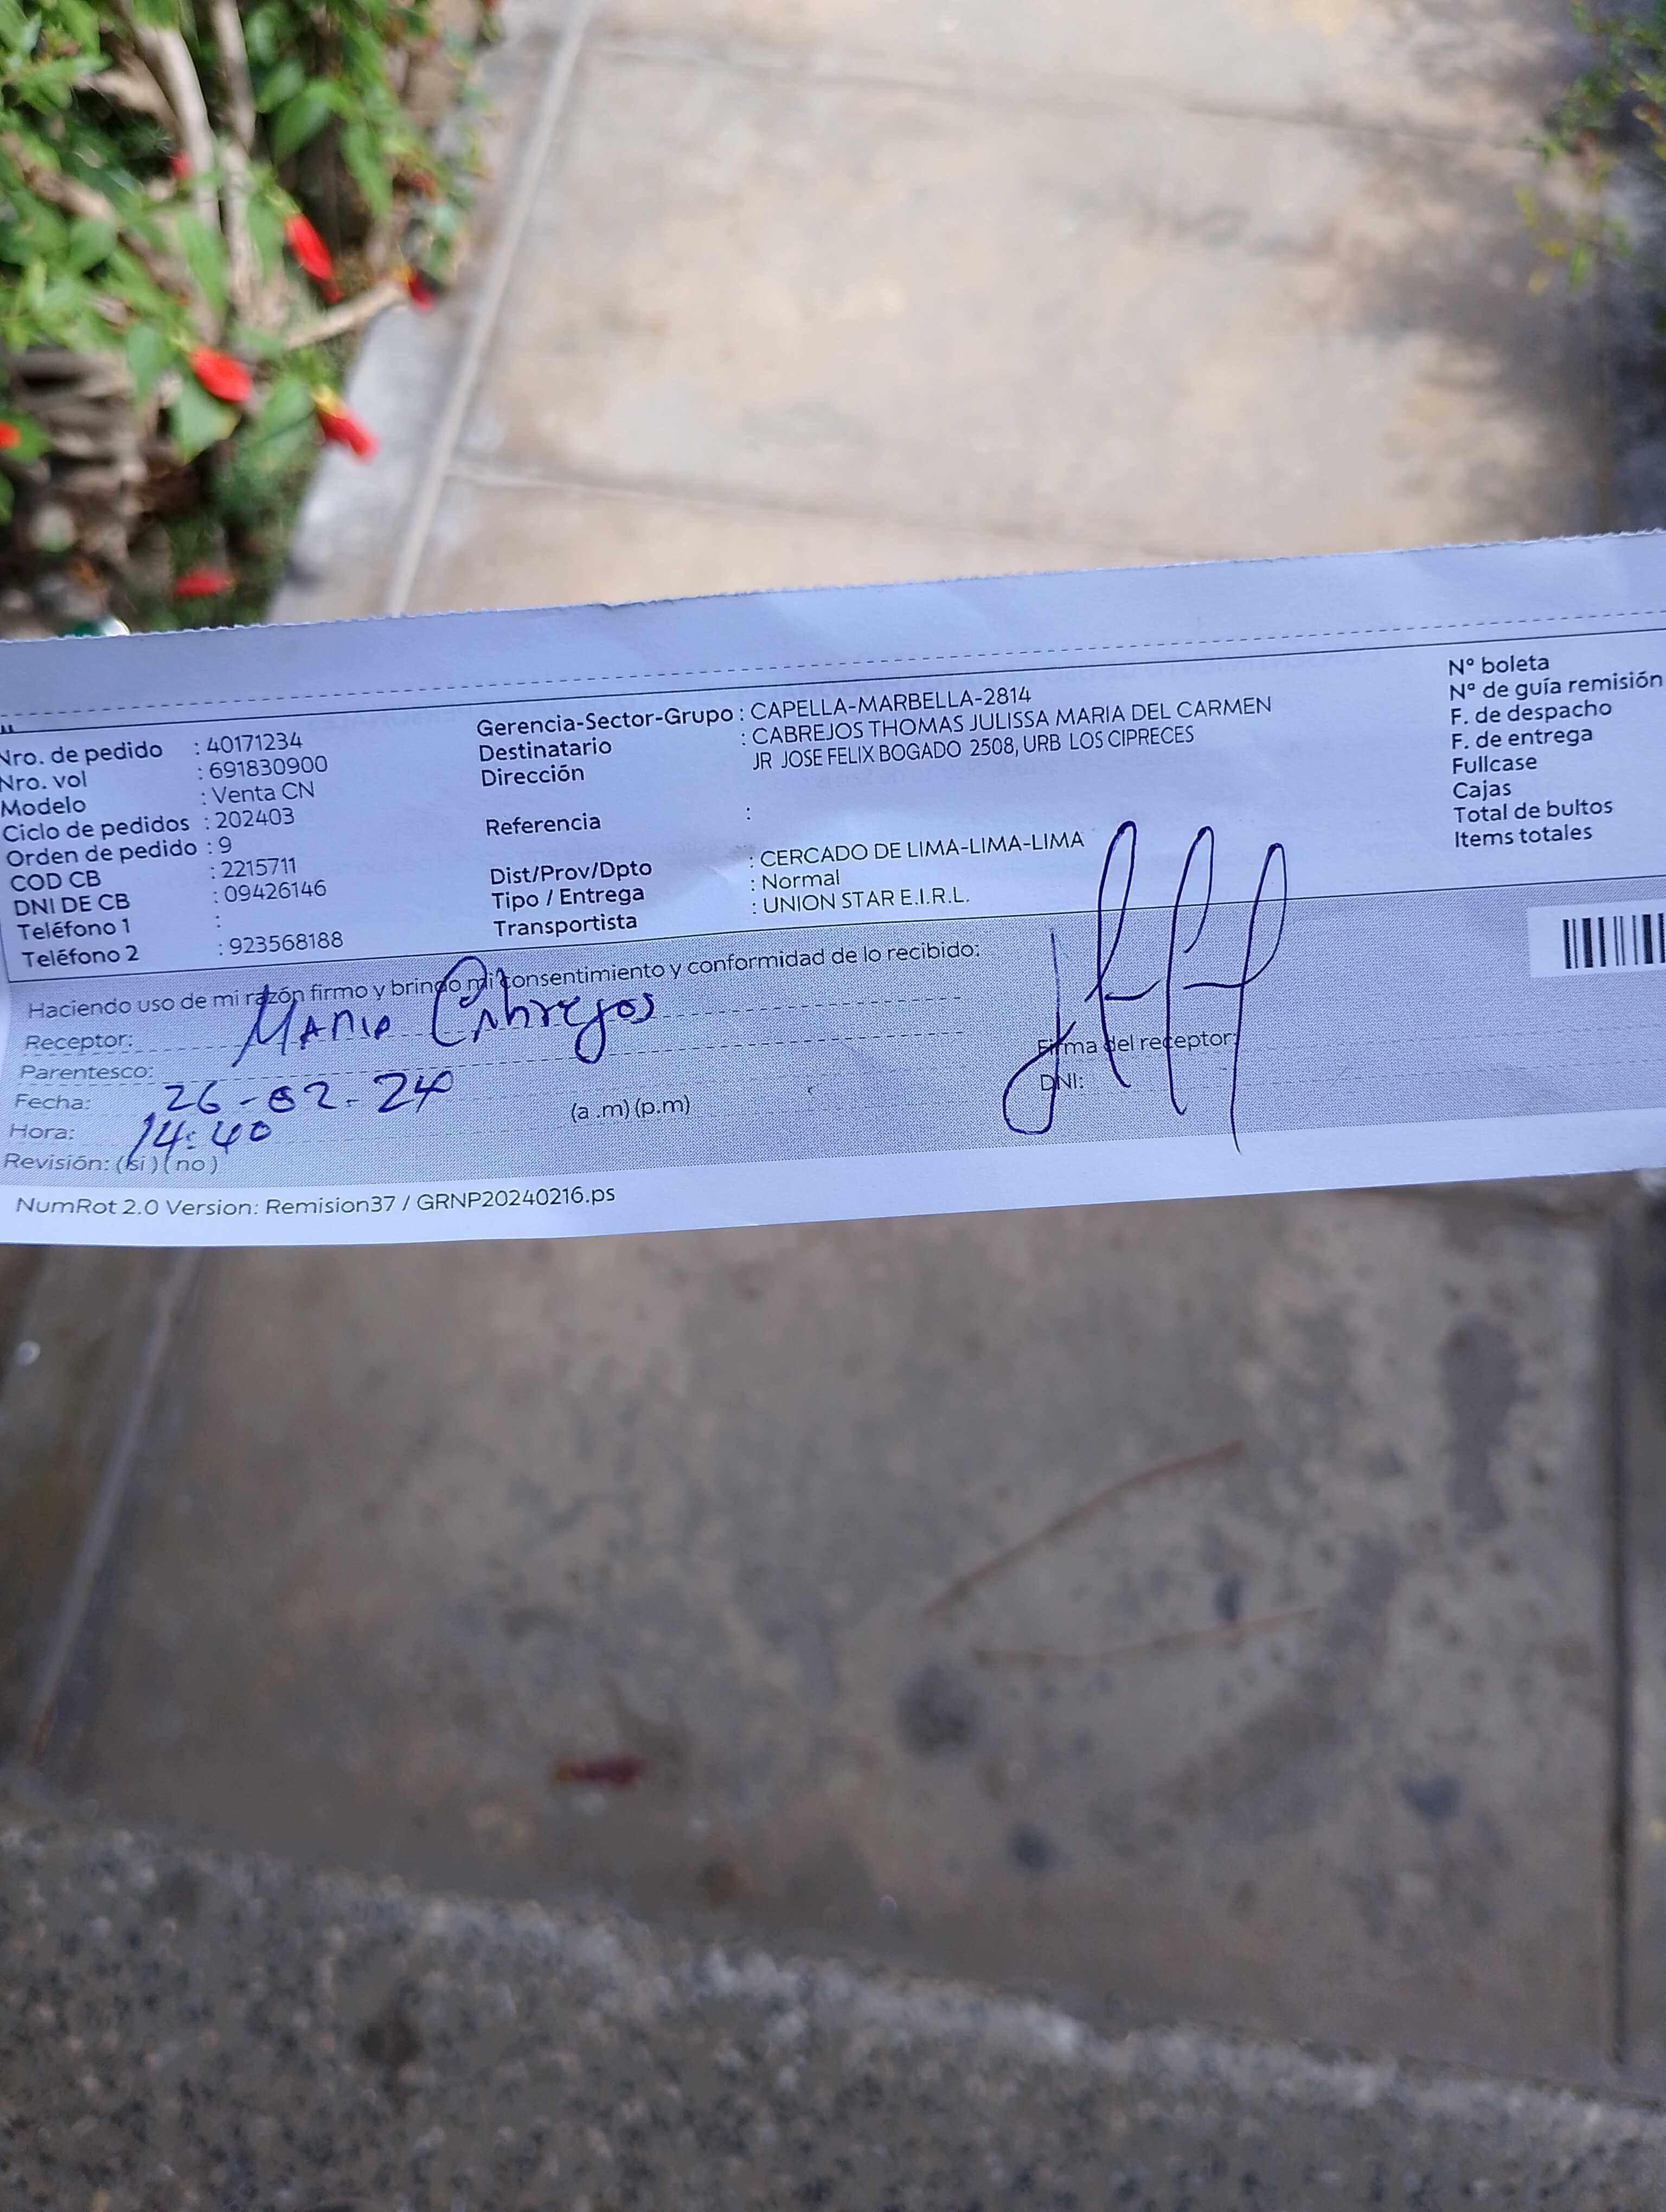 Nro. de pedido : 40171234
Nro. vol : 691830900
Modelo : Venta CN
Ciclo de pedidos : 202403
Orden de pedido : 9
COD CB : 2215711
DNI DE CB : 09426146
Teléfono 1 :
Teléfono 2 : 923568188
Gerencia-Sector-Grupo : CAPELLA-MARBELLA-2814
Destinatario : CABREJOS THOMAS JULISSA MARIA DEL CARMEN
Dirección JR JOSE FELIX BOGADO 2508, URB LOS CIPRECES
Referencia :
Dist/Prov/Dpto : CERCADO DE LIMA-LIMA-LIMA
Tipo / Entrega : Normal
Transportista : UNION STAR E.I.R.L.
N° boleta
N° de guía remisión
F. de despacho
F. de entrega
Fullcase
Cajas
Total de bultos
Items totales
Haciendo uso de mi razón firmo y bringo mi consentimiento y conformidad de lo recibido:
Receptor: Maria Cabrejos
Parentesco:
Fecha: 26-02-24
Hora: 14:40 (a .m) (p.m)
Revisión: (si) (no)
Firma del receptor:
DNI:
NumRot 2.0 Version: Remision37 / GRNP20240216.ps